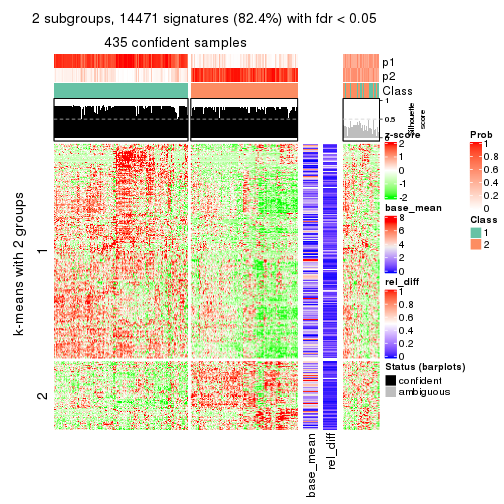 2 subgroups, 14471 signatures (82.4%) with fdr < 0.05
435 confident samples
p1
p2
Class
1
0.5
0
Silhouette
score
z-score
2
1
0
-1
-2
base_mean
8
6
4
2
0
rel_diff
1
0.8
0.6
0.4
0.2
0
Status (barplots)
confident
ambiguous
Prob
1
0.8
0.6
0.4
0.2
0
Class
1
2
k-means with 2 groups
1
2
base_mean
rel_diff